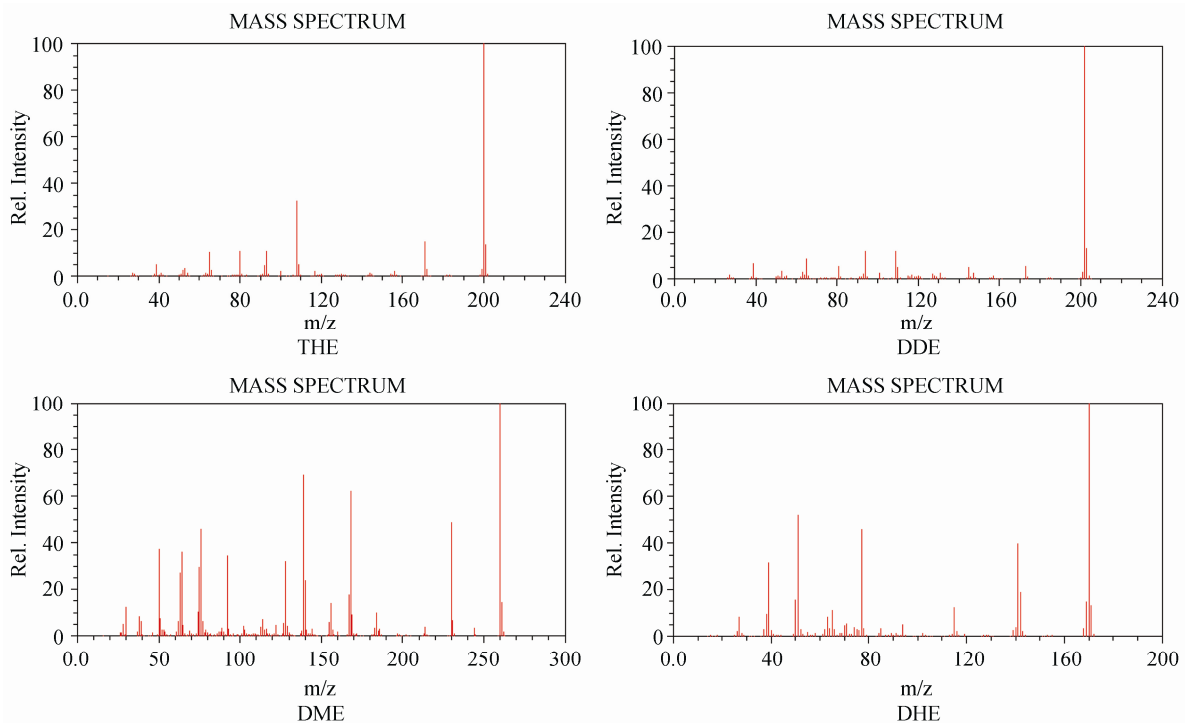 MASS SPECTRUM
100
80
60
40
20
0
Rel. Intensity
0.0 40 80 120 160 200 240
m/z
THE
MASS SPECTRUM
100
80
60
40
20
0
Rel. Intensity
0.0 40 80 120 160 200 240
m/z
DDE
MASS SPECTRUM
100
80
60
40
20
0
Rel. Intensity
0.0 50 100 150 200 250 300
m/z
DME
MASS SPECTRUM
100
80
60
40
20
0
Rel. Intensity
0.0 40 80 120 160 200
m/z
DHE